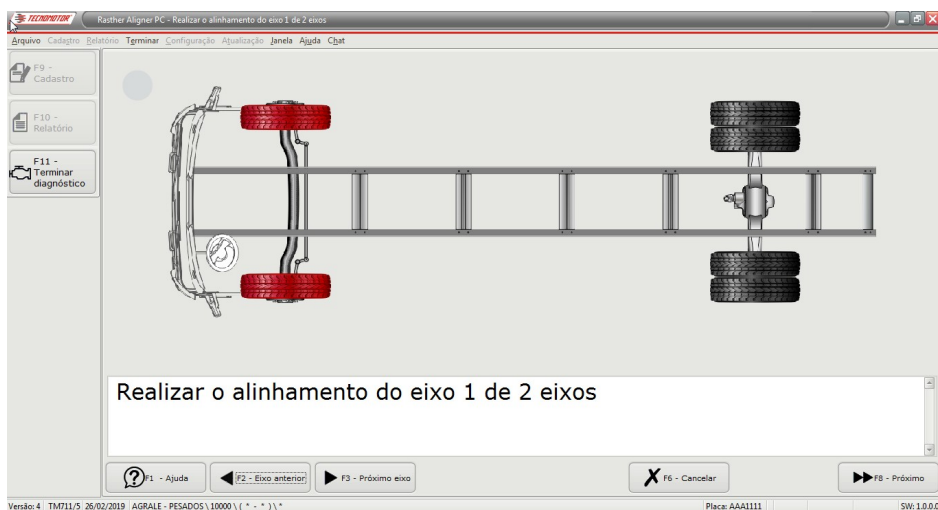 TECNOMOTOR Rasther Aligner PC - Realizar o alinhamento do eixo 1 de 2 eixos
Arquivo Cadastro Relatório Terminar Configuração Atualização Janela Ajuda Chat
F9 -
Cadastro
F10 -
Relatório
F11 -
Terminar
diagnóstico
Realizar o alinhamento do eixo 1 de 2 eixos
F1 - Ajuda F2 - Eixo anterior F3 - Próximo eixo F6 - Cancelar F8 - Próximo
Versão: 4 TM711/5 26/02/2019 AGRALE - PESADOS \ 10000 \ ( * - * ) \ * Placa: AAA1111 SW: 1.0.0.0